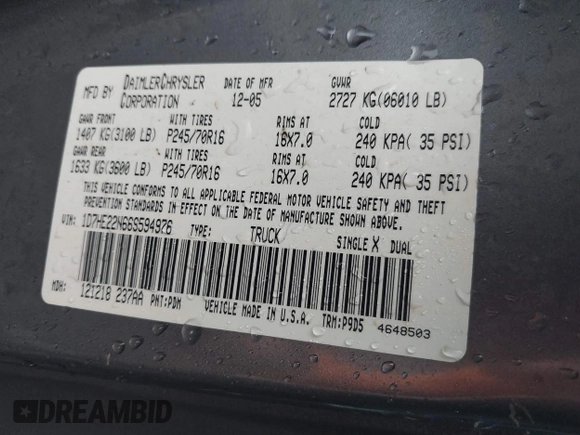 MFD BY DAIMLERCHRYSLER CORPORATION DATE OF MFR 12-05 GVWR 2727 KG(06010 LB)
GAWR FRONT WITH TIRES RIMS AT COLD
1407 KG(3100 LB) P245/70R16 16X7.0 240 KPA( 35 PSI)
GAWR REAR WITH TIRES RIMS AT COLD
1633 KG(3600 LB) P245/70R16 16X7.0 240 KPA( 35 PSI)
THIS VEHICLE CONFORMS TO ALL APPLICABLE FEDERAL MOTOR VEHICLE SAFETY AND THEFT
PREVENTION STANDARDS IN EFFECT ON THE DATE OF MANUFACTURE SHOWN ABOVE.
VIN: 1D7HE22N66S594976 TYPE: TRUCK SINGLE X DUAL
MDH: 121218 237AA PNT:PDM VEHICLE MADE IN U.S.A. TRM:P9D5 4648503
DREAMBID